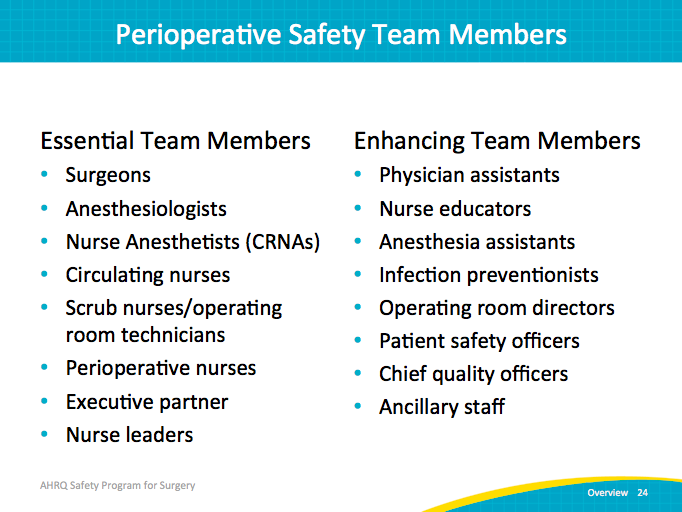 Perioperative Safety Team Members
Essential Team Members
• Surgeons
• Anesthesiologists
• Nurse Anesthetists (CRNAs)
• Circulating nurses
• Scrub nurses/operating
room technicians
• Perioperative nurses
• Executive partner
• Nurse leaders
Enhancing Team Members
• Physician assistants
• Nurse educators
• Anesthesia assistants
• Infection preventionists
• Operating room directors
• Patient safety officers
• Chief quality officers
• Ancillary staff
AHRQ Safety Program for Surgery
Overview 24